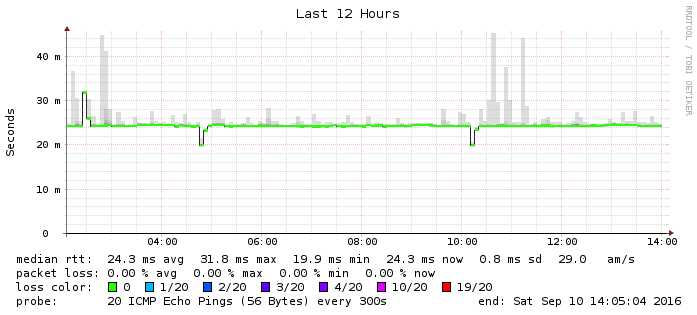 Last 12 Hours
RRDTOOL / TOBI OETIKER
Seconds
40 m
30 m
20 m
10 m
0
04:00 06:00 08:00 10:00 12:00 14:00
median rtt: 24.3 ms avg 31.8 ms max 19.9 ms min 24.3 ms now 0.8 ms sd 29.0 am/s
packet loss: 0.00 % avg 0.00 % max 0.00 % min 0.00 % now
loss color: 0 1/20 2/20 3/20 4/20 10/20 19/20
probe: 20 ICMP Echo Pings (56 Bytes) every 300s end: Sat Sep 10 14:05:04 2016